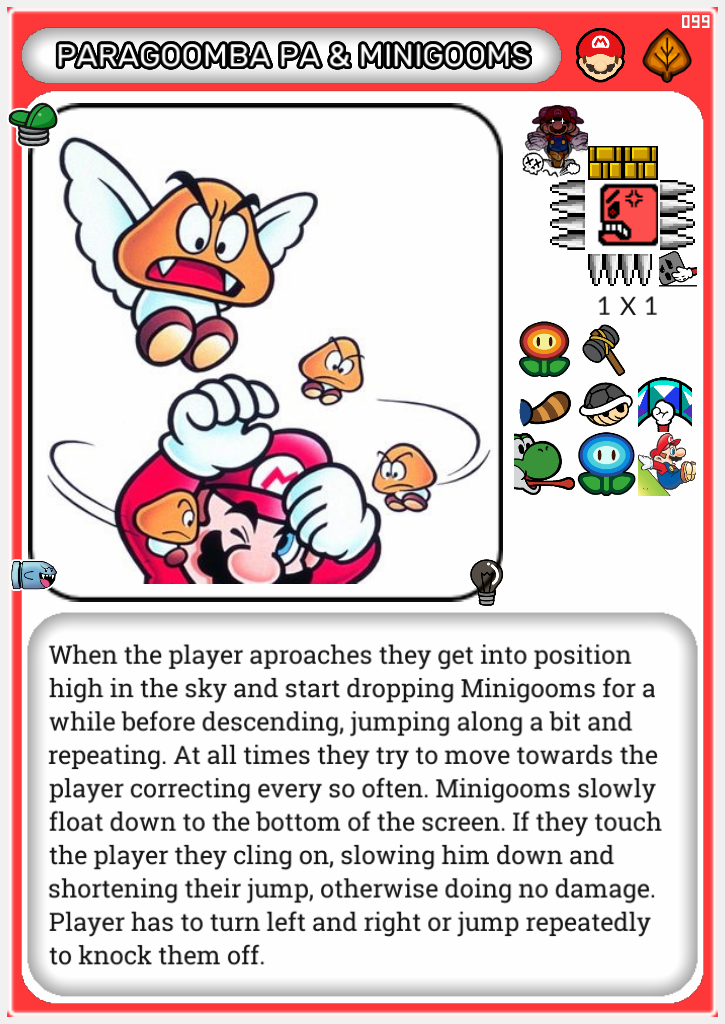 099
PARAGOOMBA PA & MINIGOOMS
M
1 X 1
M
When the player aproaches they get into position
high in the sky and start dropping Minigooms for a
while before descending, jumping along a bit and
repeating. At all times they try to move towards the
player correcting every so often. Minigooms slowly
float down to the bottom of the screen. If they touch
the player they cling on, slowing him down and
shortening their jump, otherwise doing no damage.
Player has to turn left and right or jump repeatedly
to knock them off.